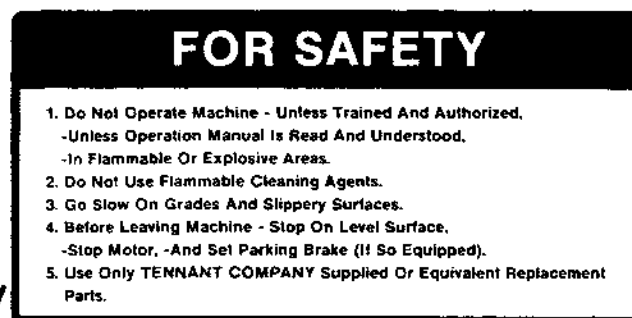 FOR SAFETY
1. Do Not Operate Machine - Unless Trained And Authorized,
-Unless Operation Manual Is Read And Understood,
-In Flammable Or Explosive Areas.
2. Do Not Use Flammable Cleaning Agents.
3. Go Slow On Grades And Slippery Surfaces.
4. Before Leaving Machine - Stop On Level Surface,
-Stop Motor, -And Set Parking Brake (If So Equipped).
5. Use Only TENNANT COMPANY Supplied Or Equivalent Replacement
Parts.